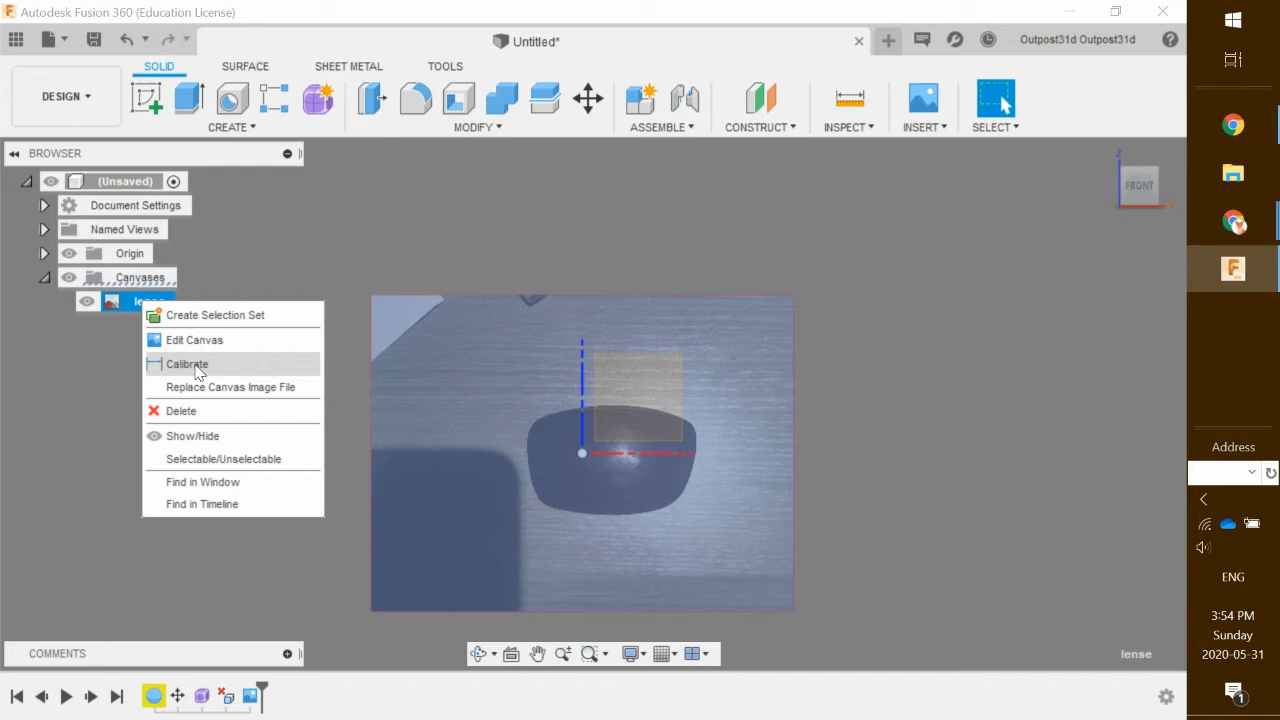 Autodesk Fusion 360 (Education License)
Untitled*
Outpost31d Outpost31d
DESIGN
SOLID
SURFACE
SHEET METAL
TOOLS
CREATE
MODIFY
ASSEMBLE
CONSTRUCT
INSPECT
INSERT
SELECT
BROWSER
(Unsaved)
Document Settings
Named Views
Origin
Canvases
lense
Create Selection Set
Edit Canvas
Calibrate
Replace Canvas Image File
Delete
Show/Hide
Selectable/Unselectable
Find in Window
Find in Timeline
Z
FRONT
X
COMMENTS
lense
Address
ENG
3:54 PM
Sunday
2020-05-31
1